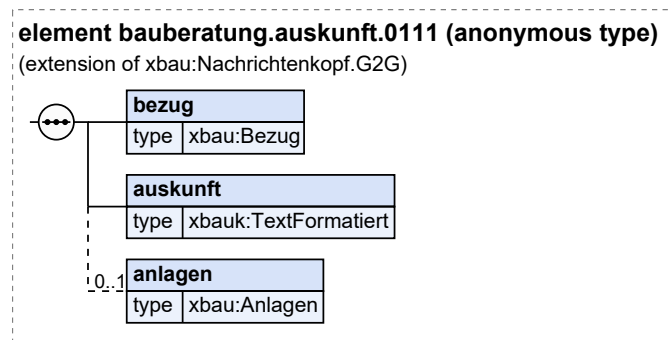 element bauberatung.auskunft.0111 (anonymous type)
(extension of xbau:Nachrichtenkopf.G2G)
bezug
type xbau:Bezug
auskunft
type xbauk:TextFormatiert
0..1 anlagen
type xbau:Anlagen